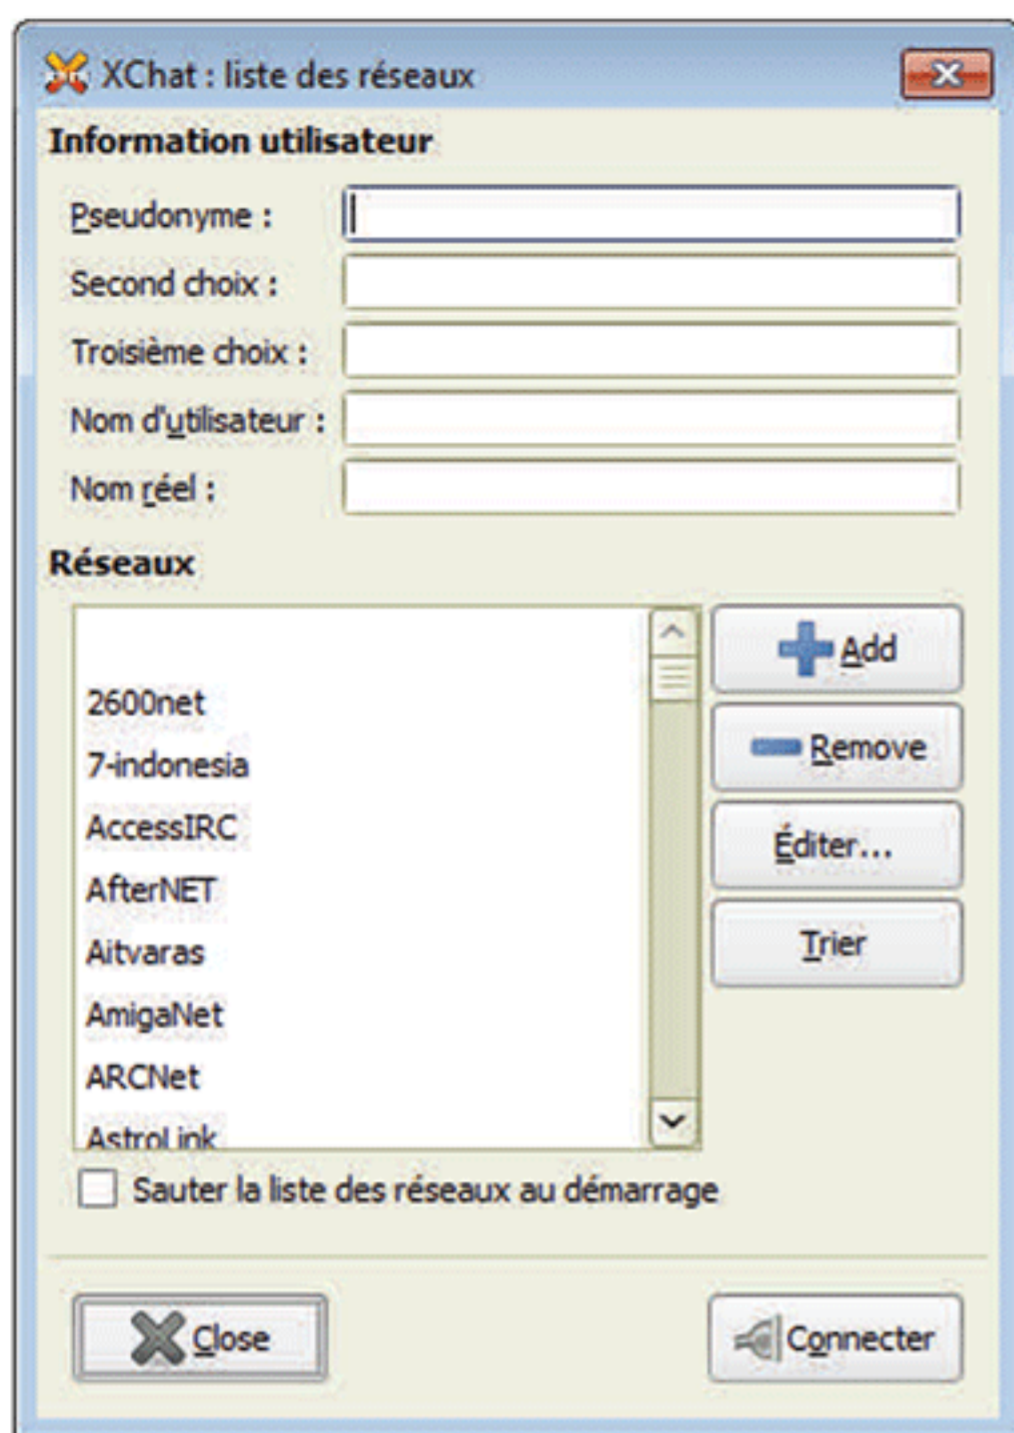 XChat : liste des réseaux
Information utilisateur
Pseudonyme :
Second choix :
Troisième choix :
Nom d'utilisateur :
Nom réel :
Réseaux
2600net
7-indonesia
AccessIRC
AfterNET
Aitvaras
AmigaNet
ARCNet
AstroLink
Add
Remove
Éditer...
Trier
Sauter la liste des réseaux au démarrage
Close
Connecter